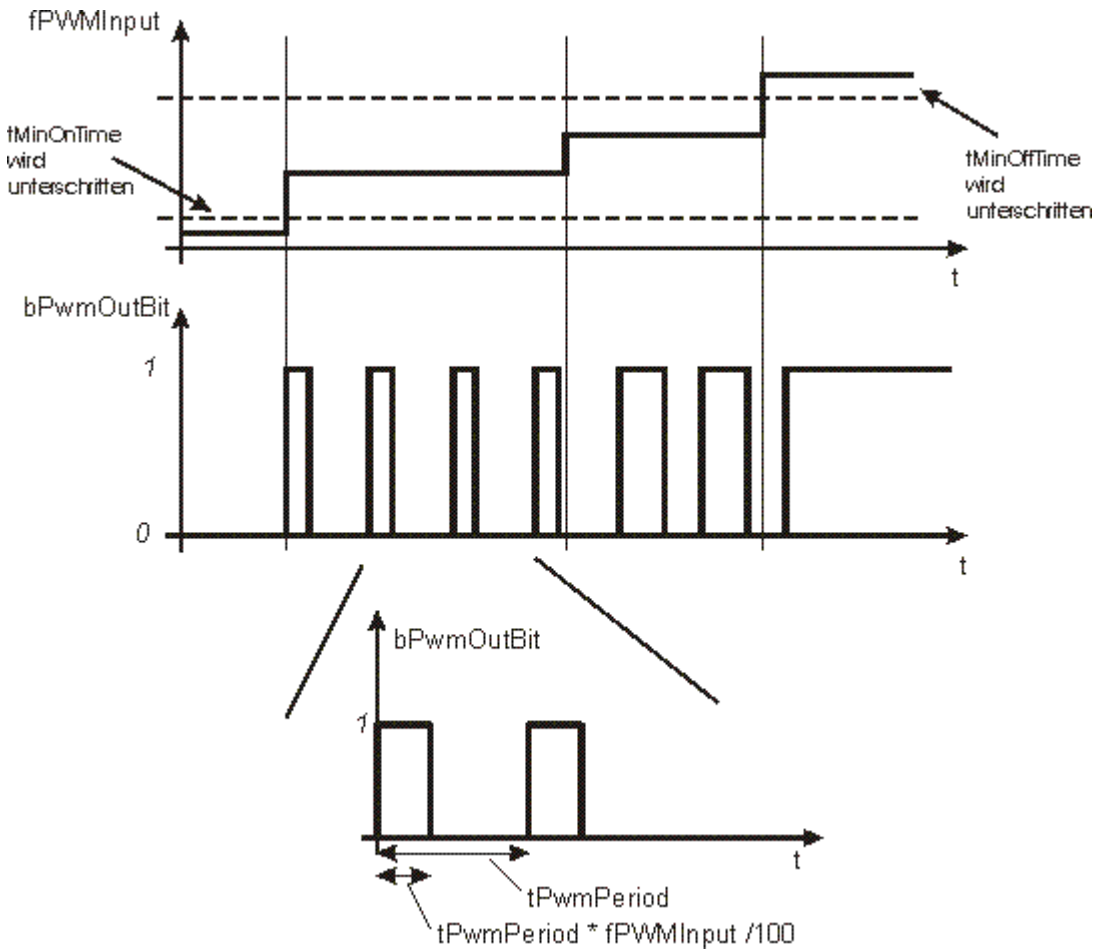 fPWMInput
tMinOnTime
wird
unterschritten
tMinOffTime
wird
unterschritten
t
bPwmOutBit
1
0
t
bPwmOutBit
1
t
tPwmPeriod
tPwmPeriod * fPWMInput /100